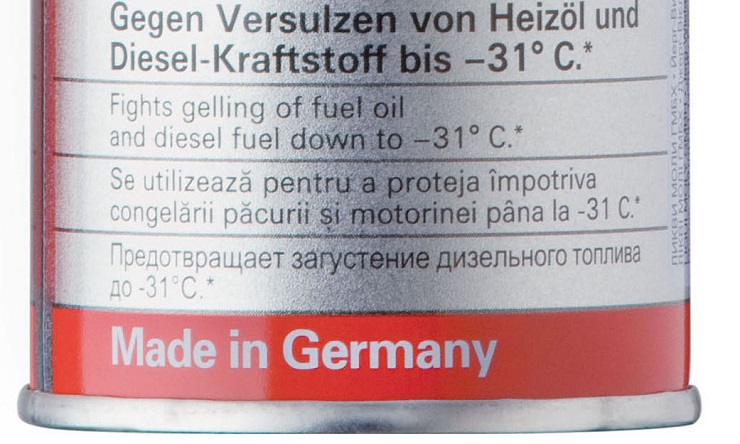 Gegen Versulzen von Heizöl und
Diesel-Kraftstoff bis –31° C.*
Fights gelling of fuel oil
and diesel fuel down to –31° C.*
Se utilizează pentru a proteja împotriva
congelării păcurii și motorinei pâna la -31 C.*
Предотвращает загустение дизельного топлива
до -31°C.*
Made in Germany